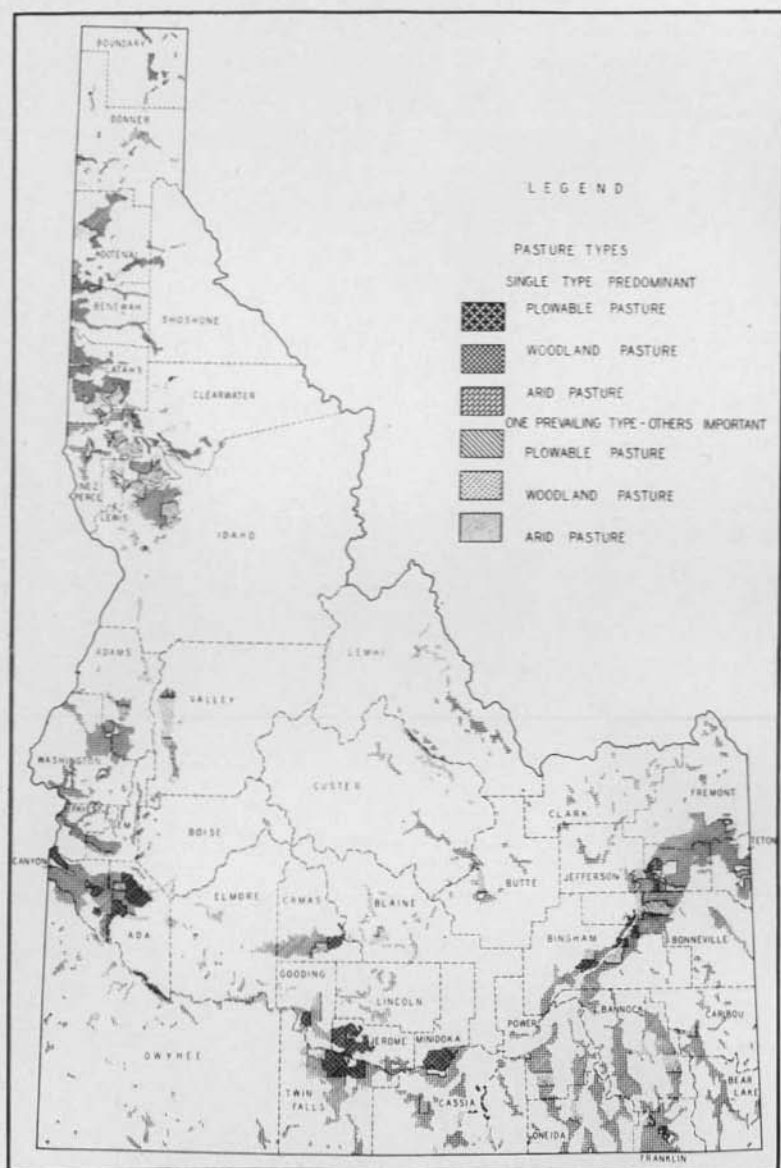 BOUNDARY
BONNER
KOOTENAI
BENEWAH
SHOSHONE
LATAH
CLEARWATER
NEZ
PERCE
LEWIS
IDAHO
LEGEND
PASTURE TYPES
SINGLE TYPE PREDOMINANT
PLOWABLE PASTURE
WOODLAND PASTURE
ARID PASTURE
ONE PREVAILING TYPE - OTHERS IMPORTANT
PLOWABLE PASTURE
WOODLAND PASTURE
ARID PASTURE
ADAMS
LEMHI
VALLEY
WASHINGTON
CUSTER
CLARK
FREMONT
GEM
BOISE
TETON
CANYON
BUTTE
JEFFERSON
ELMORE
CAMAS
BLAINE
ADA
BINGHAM
BONNEVILLE
GOODING
LINCOLN
POWER
BANNOCK
CARIBOU
OWYHEE
JEROME
MINIDOKA
TWIN
FALLS
CASSIA
BEAR
LAKE
ONEIDA
FRANKLIN